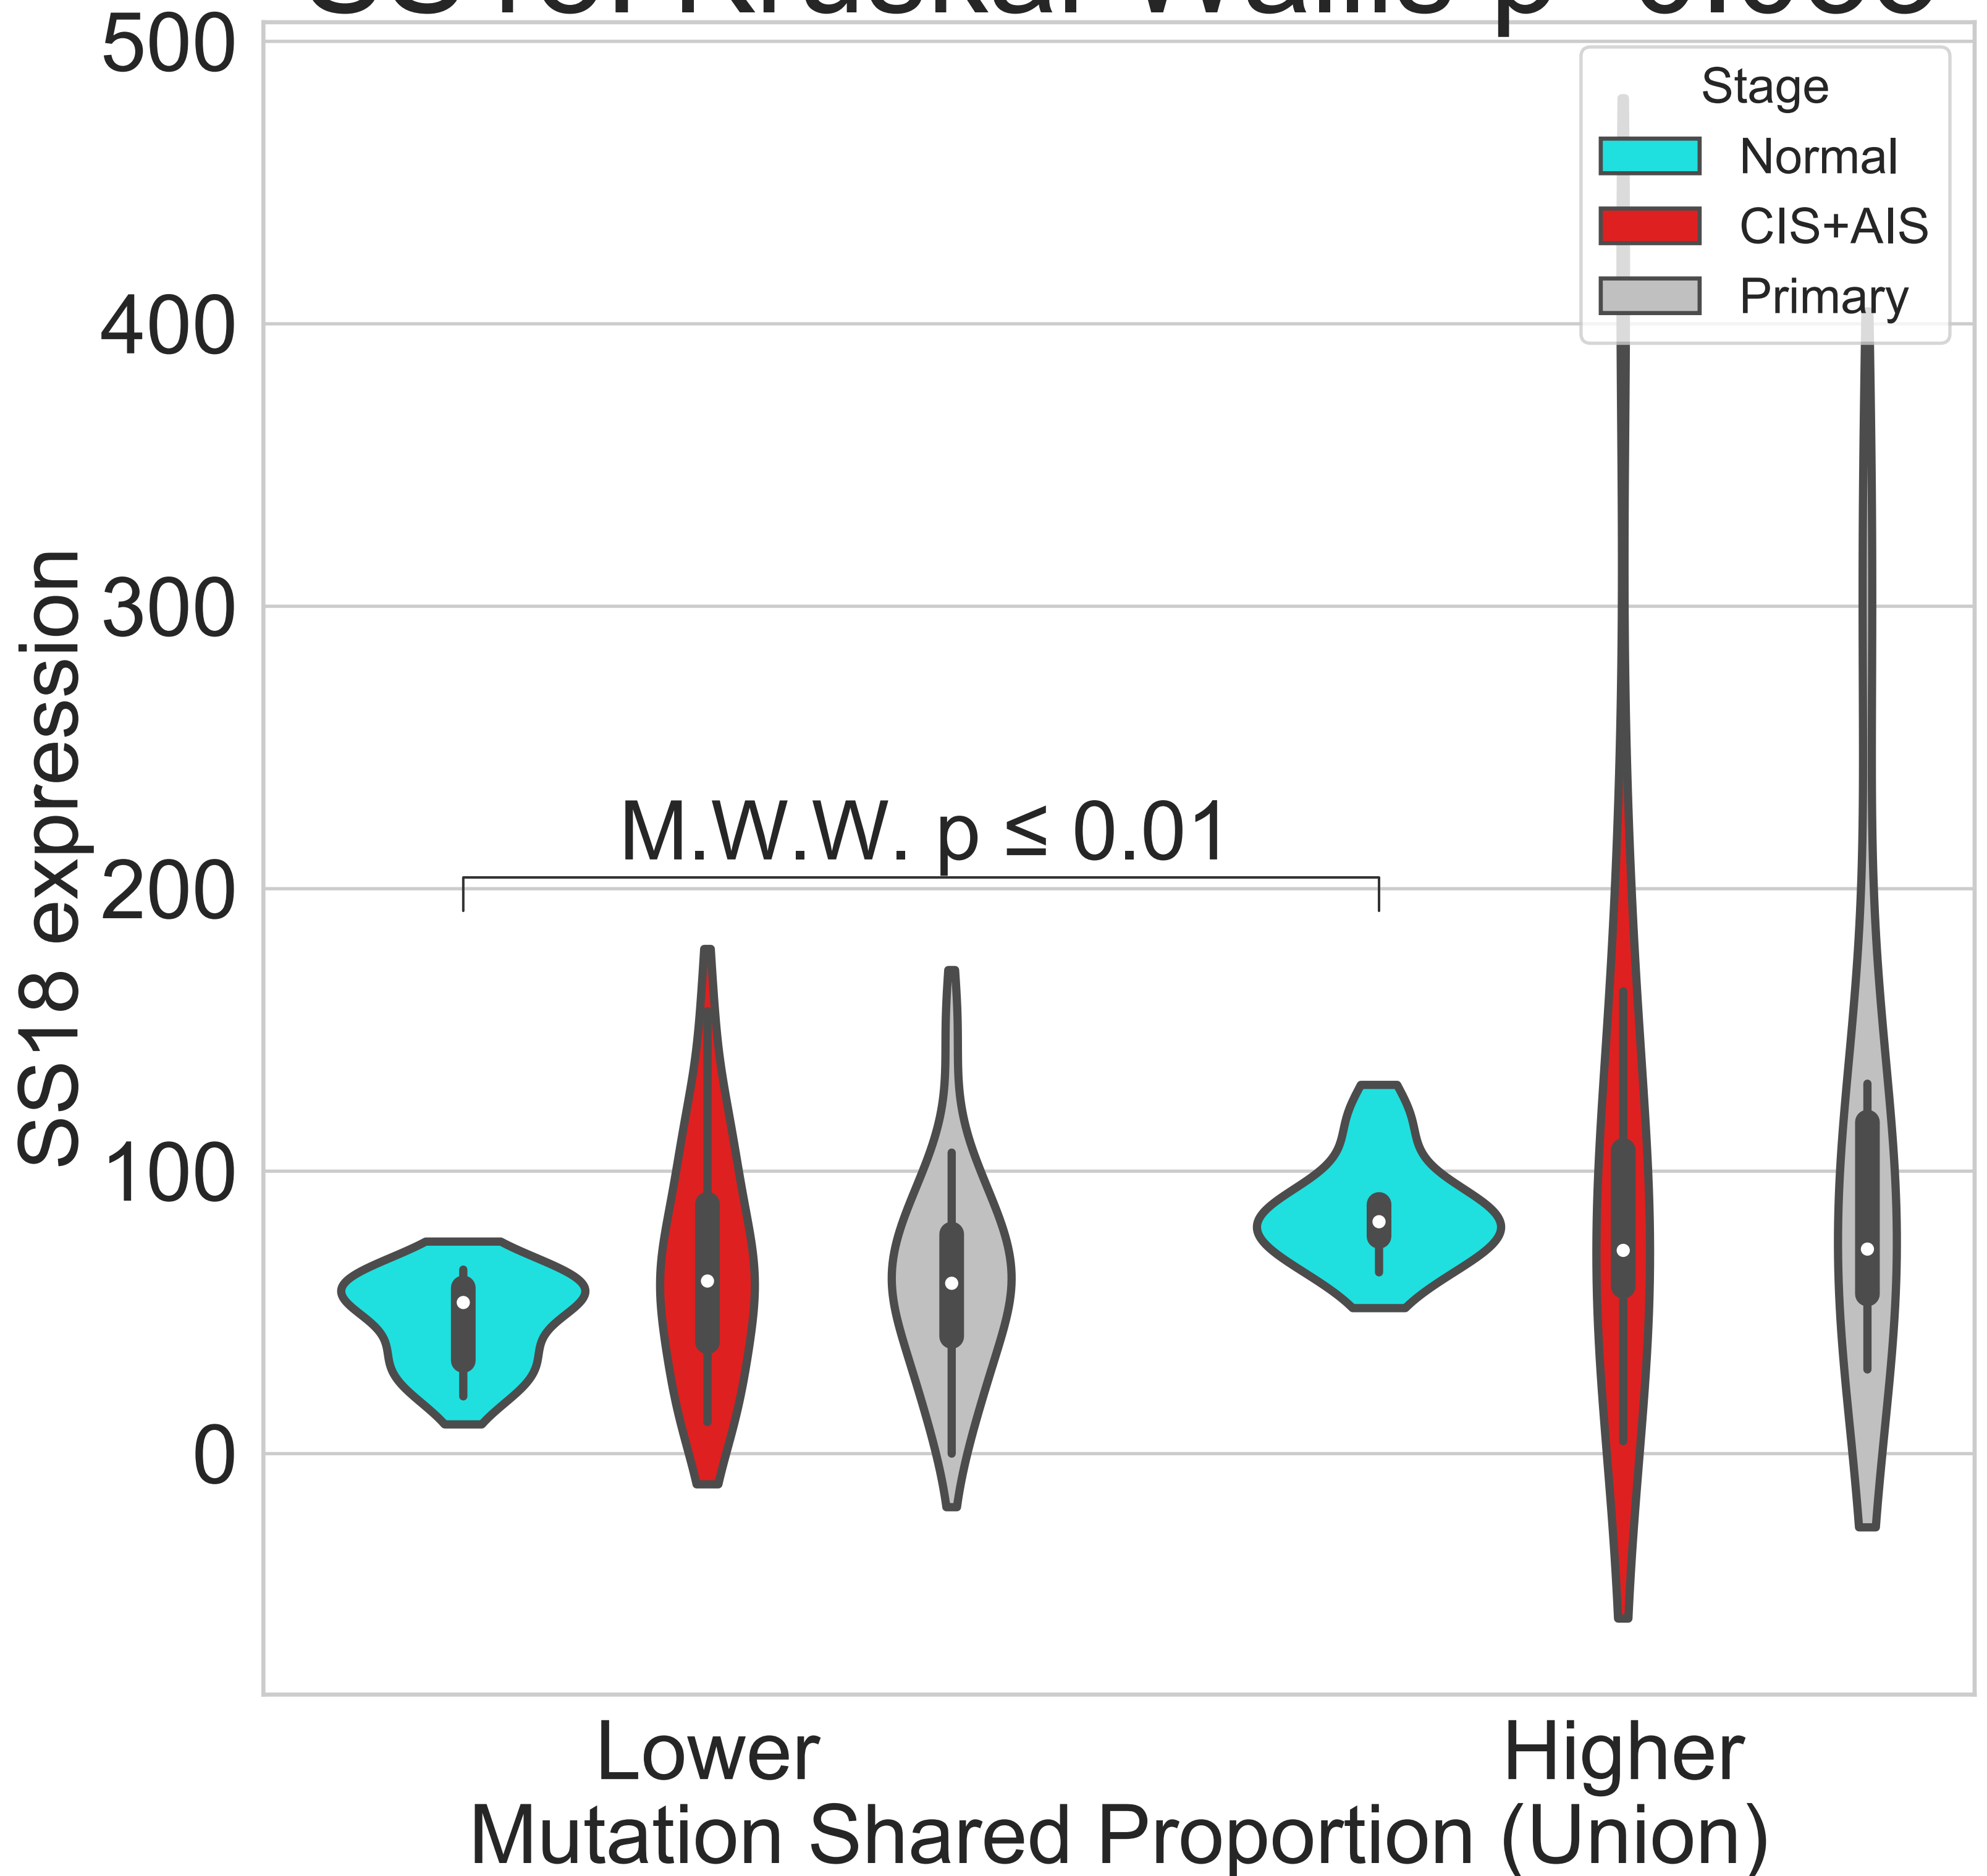 500
400
300
200
100
0
SS18 expression
Stage
Normal
CIS+AIS
Primary
M.W.W. p ≤ 0.01
Lower
Higher
Mutation Shared Proportion (Union)